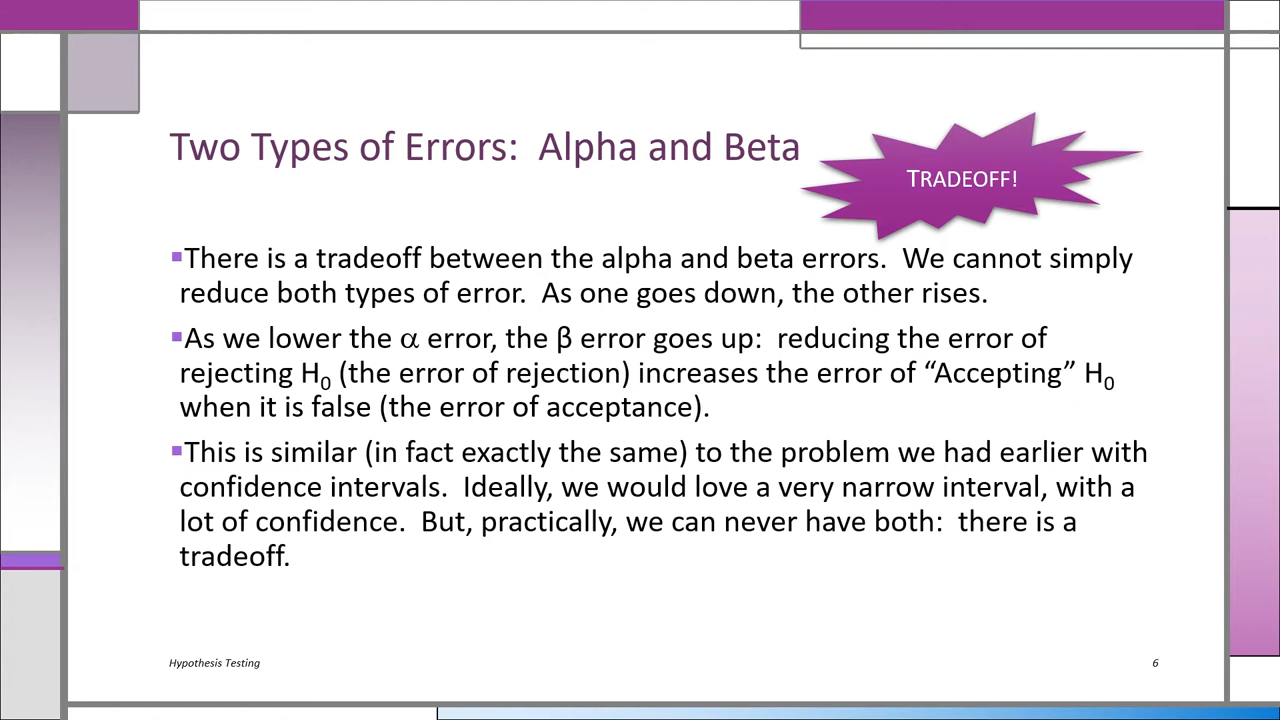 Two Types of Errors:  Alpha and Beta
TRADEOFF!
▪There is a tradeoff between the alpha and beta errors.  We cannot simply
reduce both types of error.  As one goes down, the other rises.
▪As we lower the α error, the β error goes up:  reducing the error of
rejecting H₀ (the error of rejection) increases the error of “Accepting” H₀
when it is false (the error of acceptance).
▪This is similar (in fact exactly the same) to the problem we had earlier with
confidence intervals.  Ideally, we would love a very narrow interval, with a
lot of confidence.  But, practically, we can never have both:  there is a
tradeoff.
Hypothesis Testing
6